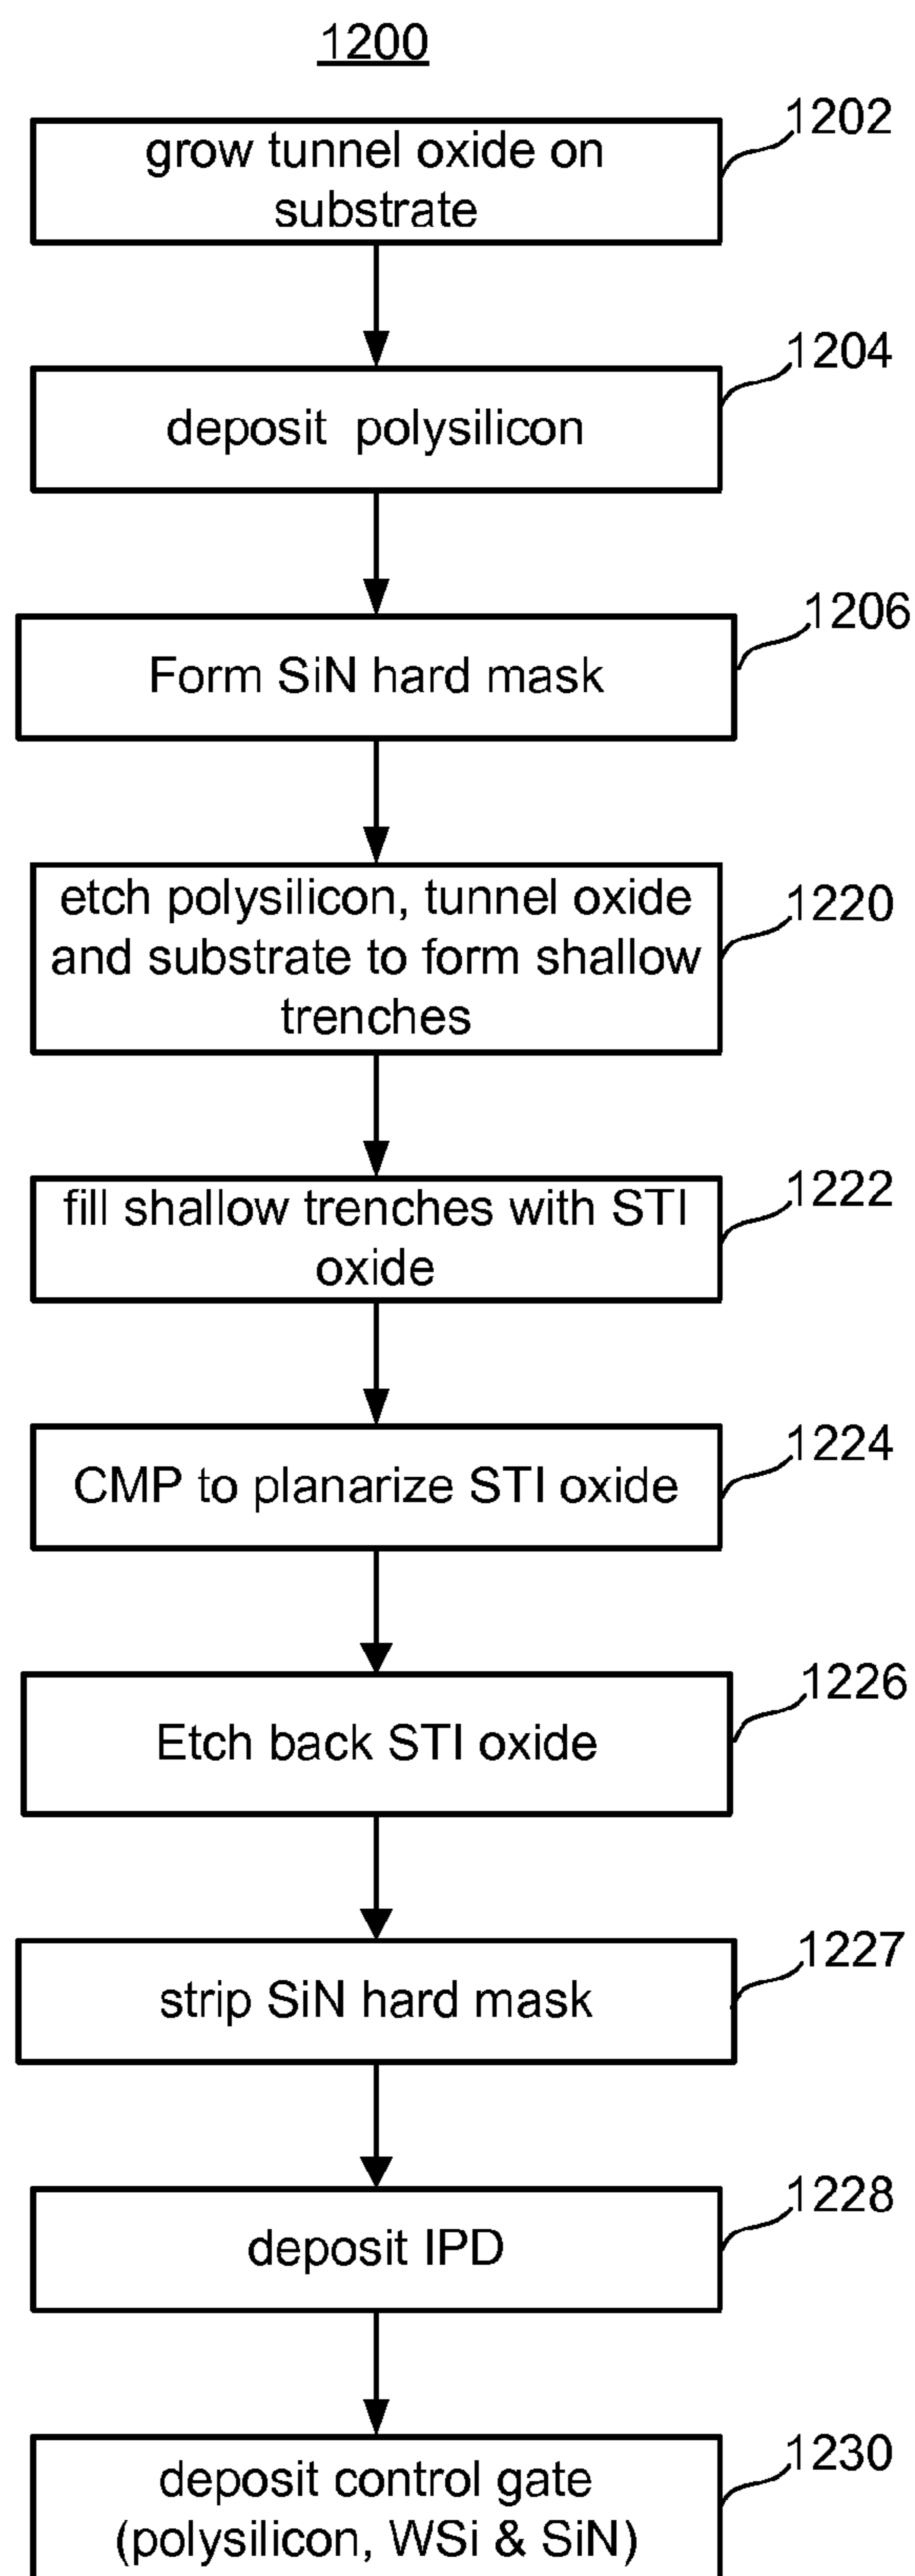 1200
1202
grow tunnel oxide on
substrate
1204
deposit polysilicon
1206
Form SiN hard mask
1220
etch polysilicon, tunnel oxide
and substrate to form shallow
trenches
1222
fill shallow trenches with STI
oxide
1224
CMP to planarize STI oxide
1226
Etch back STI oxide
1227
strip SiN hard mask
1228
deposit IPD
1230
deposit control gate
(polysilicon, WSi & SiN)